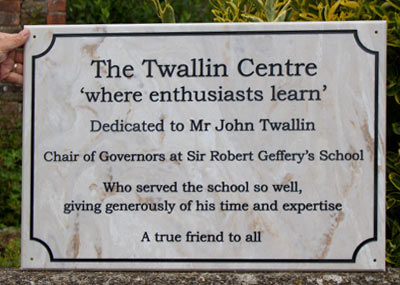 The Twallin Centre
‘where enthusiasts learn’
Dedicated to Mr John Twallin
Chair of Governors at Sir Robert Geffery's School
Who served the school so well,
giving generously of his time and expertise
A true friend to all